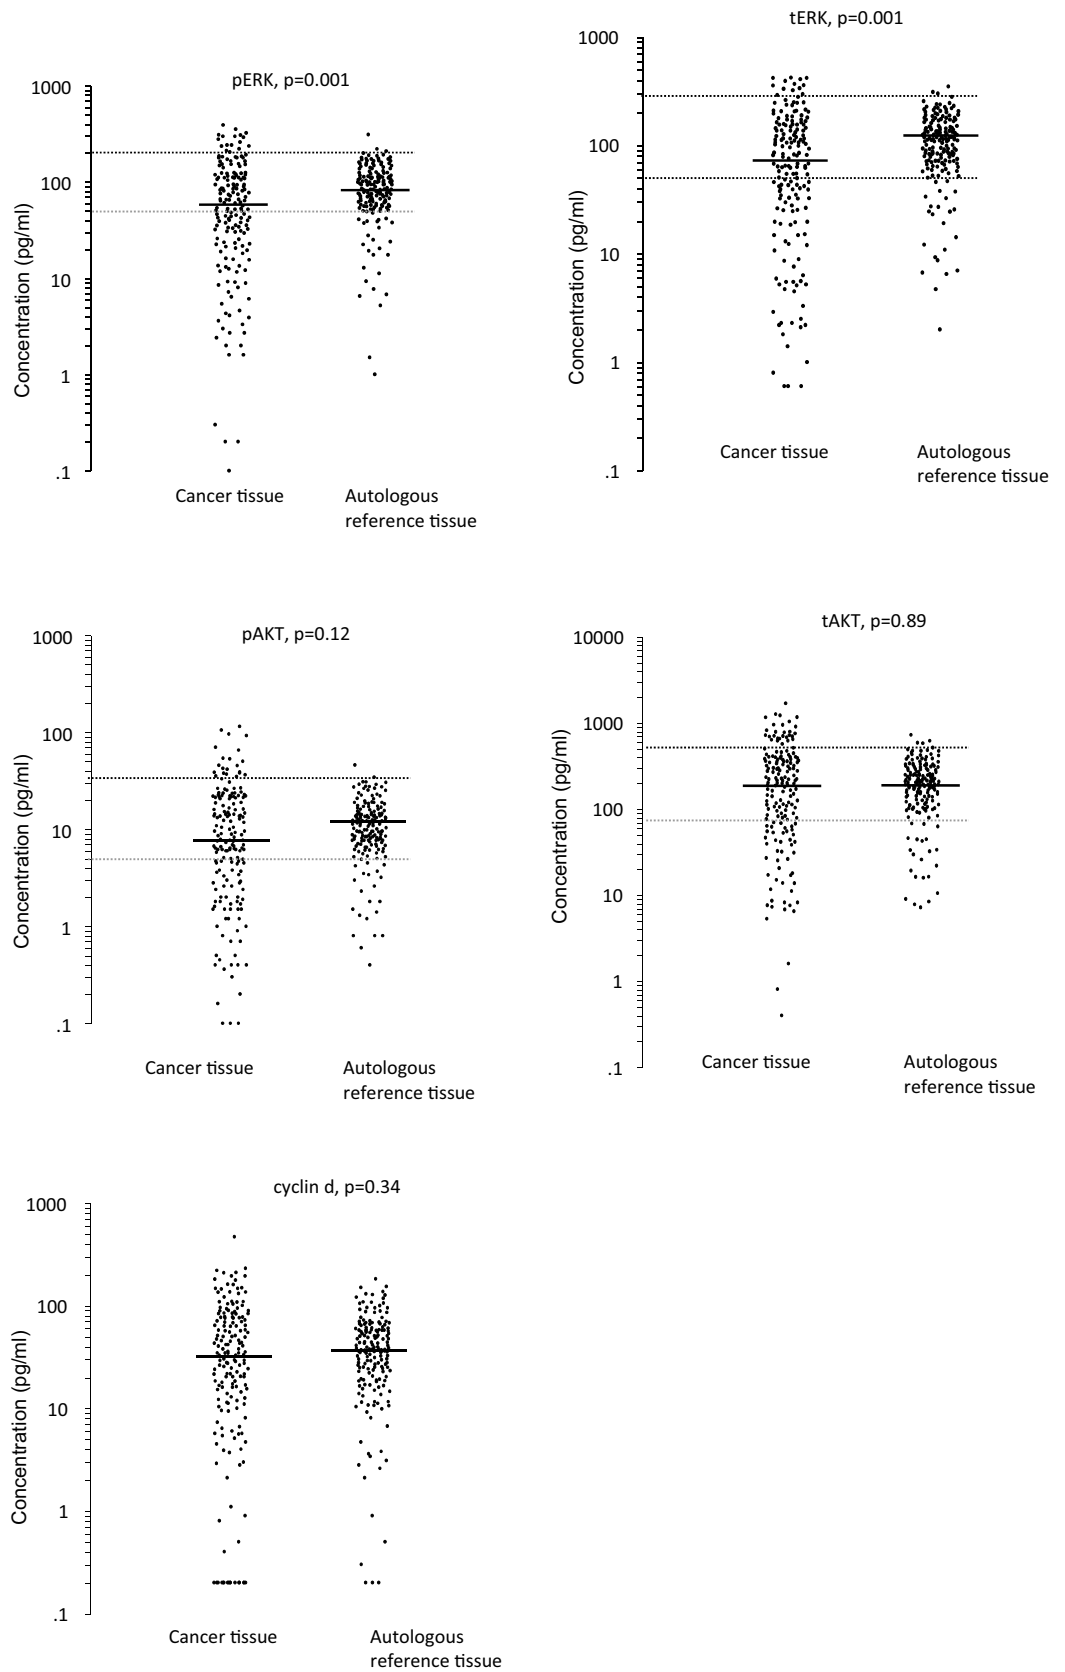 pERK, p=0.001
1000
100
10
1
.1
Concentration (pg/ml)
Cancer tissue
Autologous
reference tissue
tERK, p=0.001
1000
100
10
1
.1
Concentration (pg/ml)
Cancer tissue
Autologous
reference tissue
pAKT, p=0.12
1000
100
10
1
.1
Concentration (pg/ml)
Cancer tissue
Autologous
reference tissue
tAKT, p=0.89
10000
1000
100
10
1
.1
Concentration (pg/ml)
Cancer tissue
Autologous
reference tissue
cyclin d, p=0.34
1000
100
10
1
.1
Concentration (pg/ml)
Cancer tissue
Autologous
reference tissue